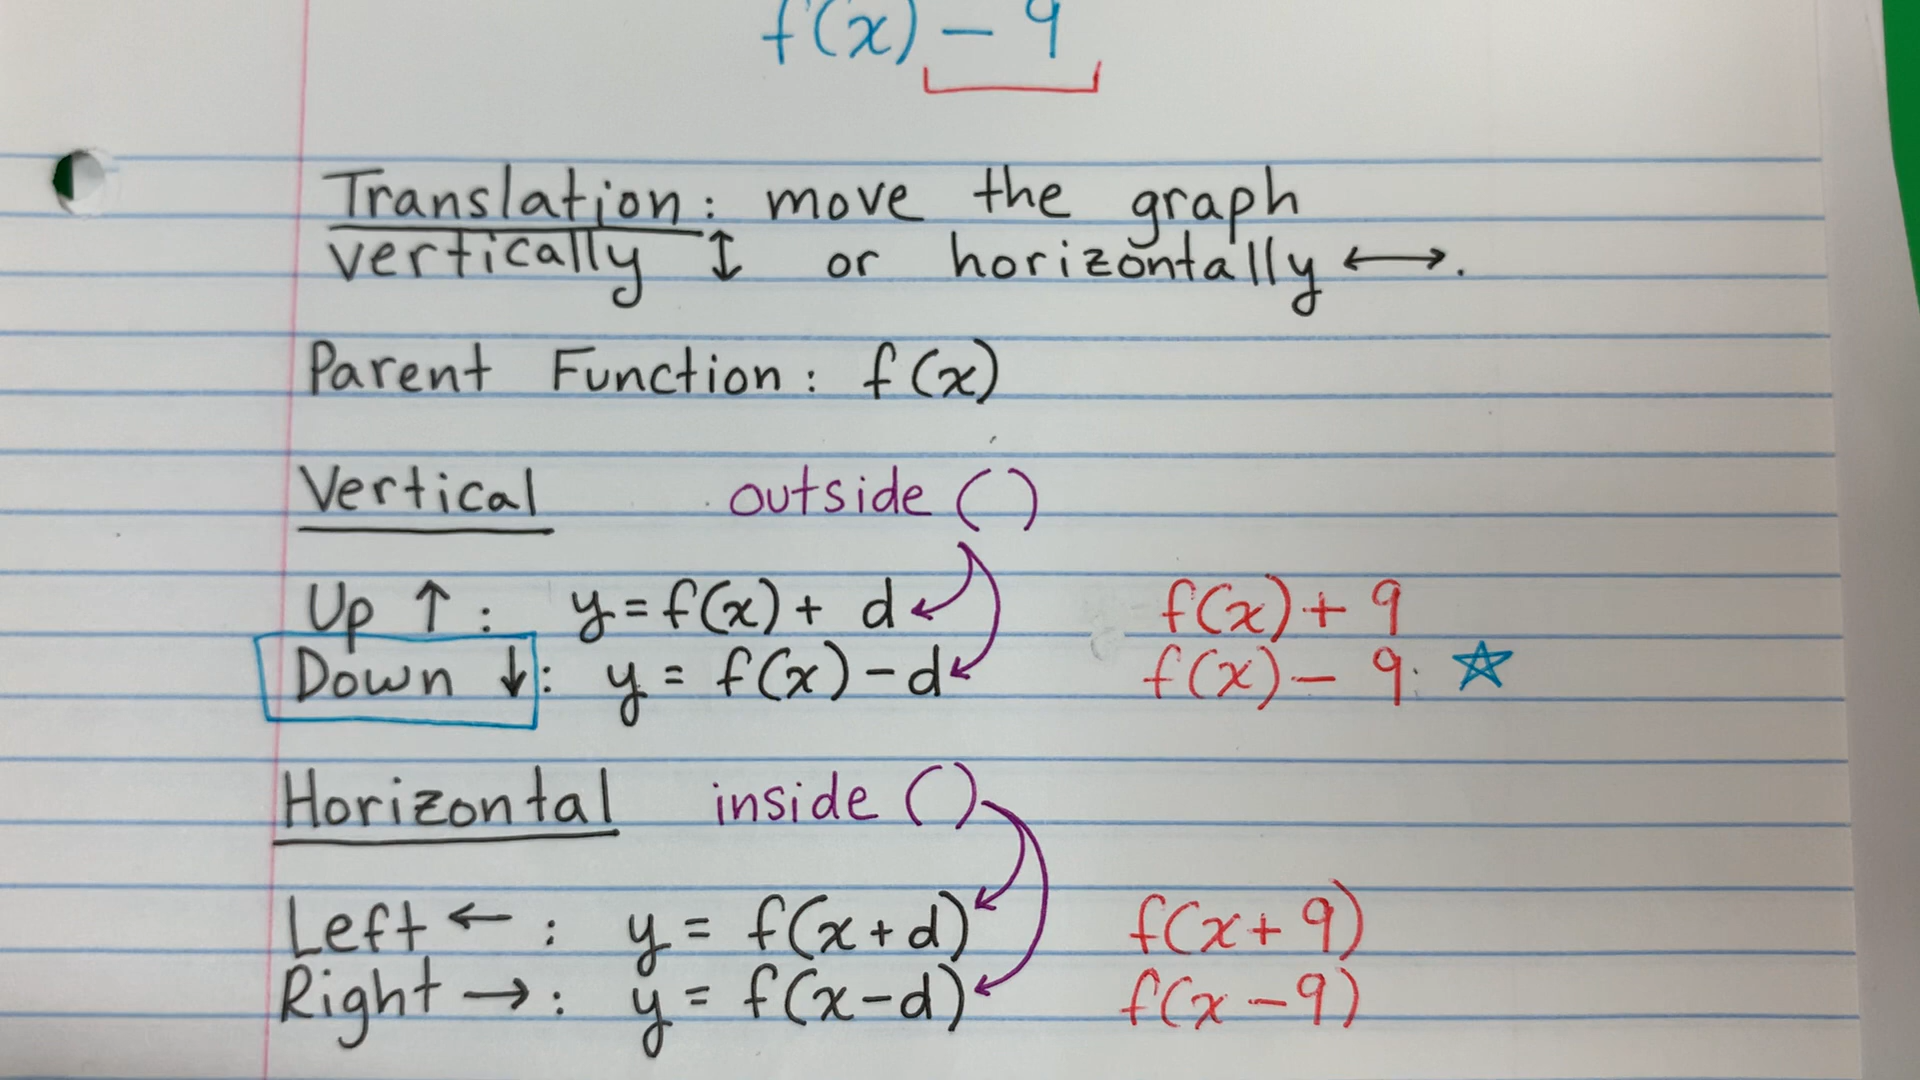 f(x) - 9
Translation: move the graph
vertically ↕ or horizontally ⟷.
Parent Function: f(x)
Vertical outside ( )
Up ↑ : y = f(x) + d f(x) + 9
Down ↓ : y = f(x) - d f(x) - 9 ☆
Horizontal inside ( )
Left ← : y = f(x+d) f(x+9)
Right → : y = f(x-d) f(x-9)